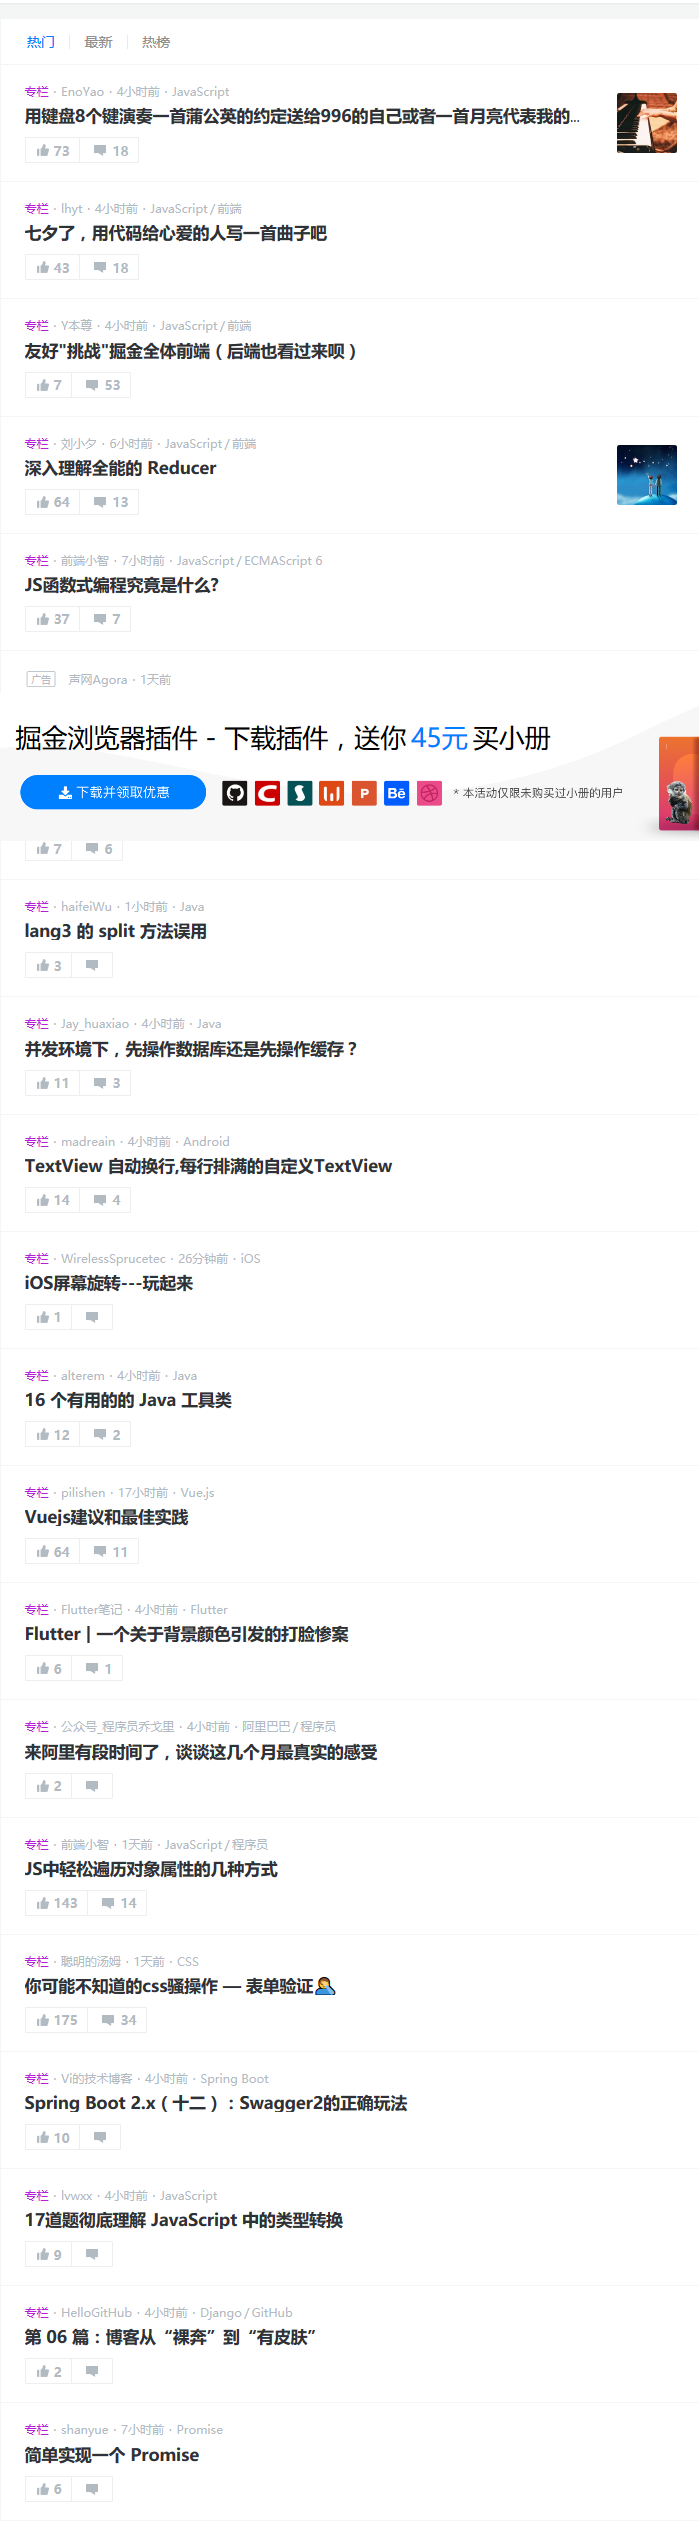 热门 最新 热榜
专栏 · EnoYao · 4小时前 · JavaScript
用键盘8个键演奏一首蒲公英的约定送给996的自己或者一首月亮代表我的...
73 18
专栏 · lhyt · 4小时前 · JavaScript / 前端
七夕了，用代码给心爱的人写一首曲子吧
43 18
专栏 · Y本尊 · 4小时前 · JavaScript / 前端
友好"挑战"掘金全体前端（后端也看过来呗）
7 53
专栏 · 刘小夕 · 6小时前 · JavaScript / 前端
深入理解全能的 Reducer
64 13
专栏 · 前端小智 · 7小时前 · JavaScript / ECMAScript 6
JS函数式编程究竟是什么?
37 7
广告 声网Agora · 1天前
掘金浏览器插件 - 下载插件，送你 45元 买小册
下载并领取优惠 P Bē * 本活动仅限未购买过小册的用户
7 6
专栏 · haifeiWu · 1小时前 · Java
lang3 的 split 方法误用
3
专栏 · Jay_huaxiao · 4小时前 · Java
并发环境下，先操作数据库还是先操作缓存？
11 3
专栏 · madreain · 4小时前 · Android
TextView 自动换行,每行排满的自定义TextView
14 4
专栏 · WirelessSprucetec · 26分钟前 · iOS
iOS屏幕旋转---玩起来
1
专栏 · alterem · 4小时前 · Java
16 个有用的的 Java 工具类
12 2
专栏 · pilishen · 17小时前 · Vue.js
Vuejs建议和最佳实践
64 11
专栏 · Flutter笔记 · 4小时前 · Flutter
Flutter | 一个关于背景颜色引发的打脸惨案
6 1
专栏 · 公众号_程序员乔戈里 · 4小时前 · 阿里巴巴 / 程序员
来阿里有段时间了，谈谈这几个月最真实的感受
2
专栏 · 前端小智 · 1天前 · JavaScript / 程序员
JS中轻松遍历对象属性的几种方式
143 14
专栏 · 聪明的汤姆 · 1天前 · CSS
你可能不知道的css骚操作 — 表单验证🤦‍♂️
175 34
专栏 · Vi的技术博客 · 4小时前 · Spring Boot
Spring Boot 2.x（十二）：Swagger2的正确玩法
10
专栏 · lvwxx · 4小时前 · JavaScript
17道题彻底理解 JavaScript 中的类型转换
9
专栏 · HelloGitHub · 4小时前 · Django / GitHub
第 06 篇：博客从“裸奔”到“有皮肤”
2
专栏 · shanyue · 7小时前 · Promise
简单实现一个 Promise
6